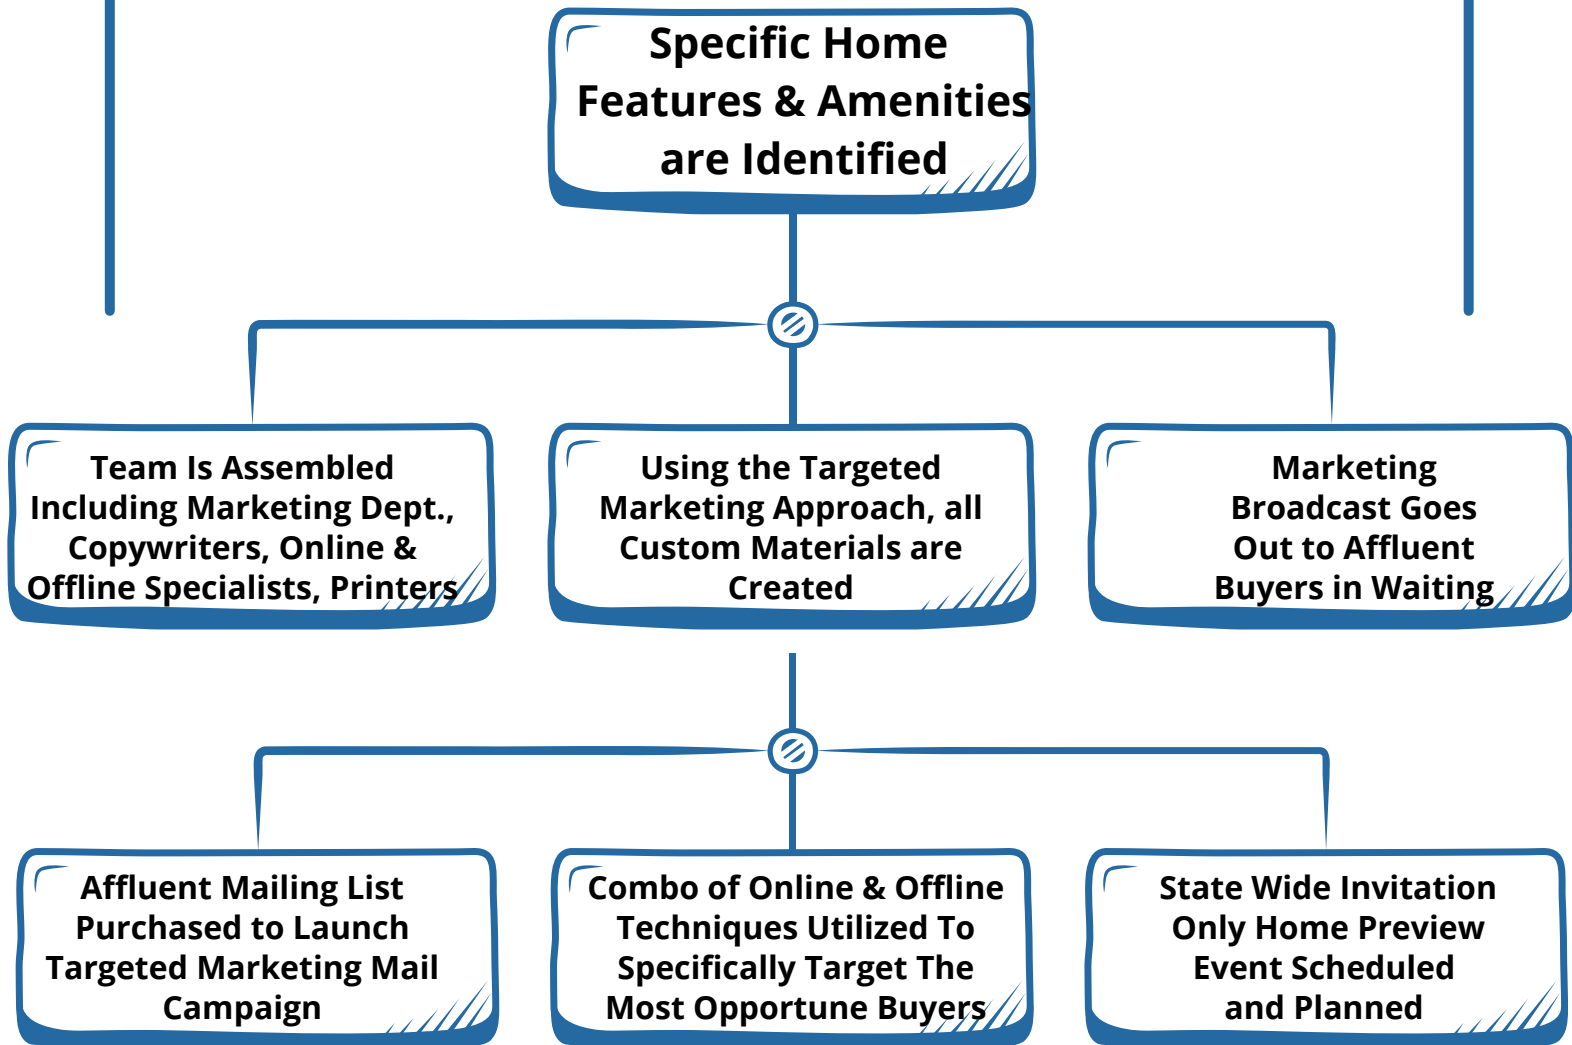 Specific Home
Features & Amenities
are Identified
Team Is Assembled
Including Marketing Dept.,
Copywriters, Online &
Offline Specialists, Printers
Using the Targeted
Marketing Approach, all
Custom Materials are
Created
Marketing
Broadcast Goes
Out to Affluent
Buyers in Waiting
Affluent Mailing List
Purchased to Launch
Targeted Marketing Mail
Campaign
Combo of Online & Offline
Techniques Utilized To
Specifically Target The
Most Opportune Buyers
State Wide Invitation
Only Home Preview
Event Scheduled
and Planned